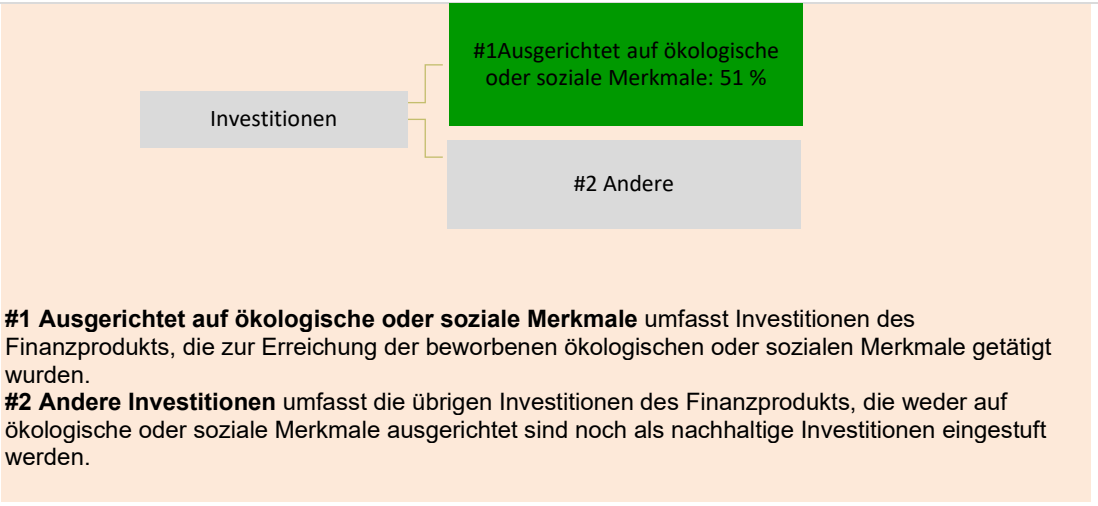 #1Ausgerichtet auf ökologische
oder soziale Merkmale: 51 %
Investitionen
#2 Andere
#1 Ausgerichtet auf ökologische oder soziale Merkmale umfasst Investitionen des
Finanzprodukts, die zur Erreichung der beworbenen ökologischen oder sozialen Merkmale getätigt
wurden.
#2 Andere Investitionen umfasst die übrigen Investitionen des Finanzprodukts, die weder auf
ökologische oder soziale Merkmale ausgerichtet sind noch als nachhaltige Investitionen eingestuft
werden.